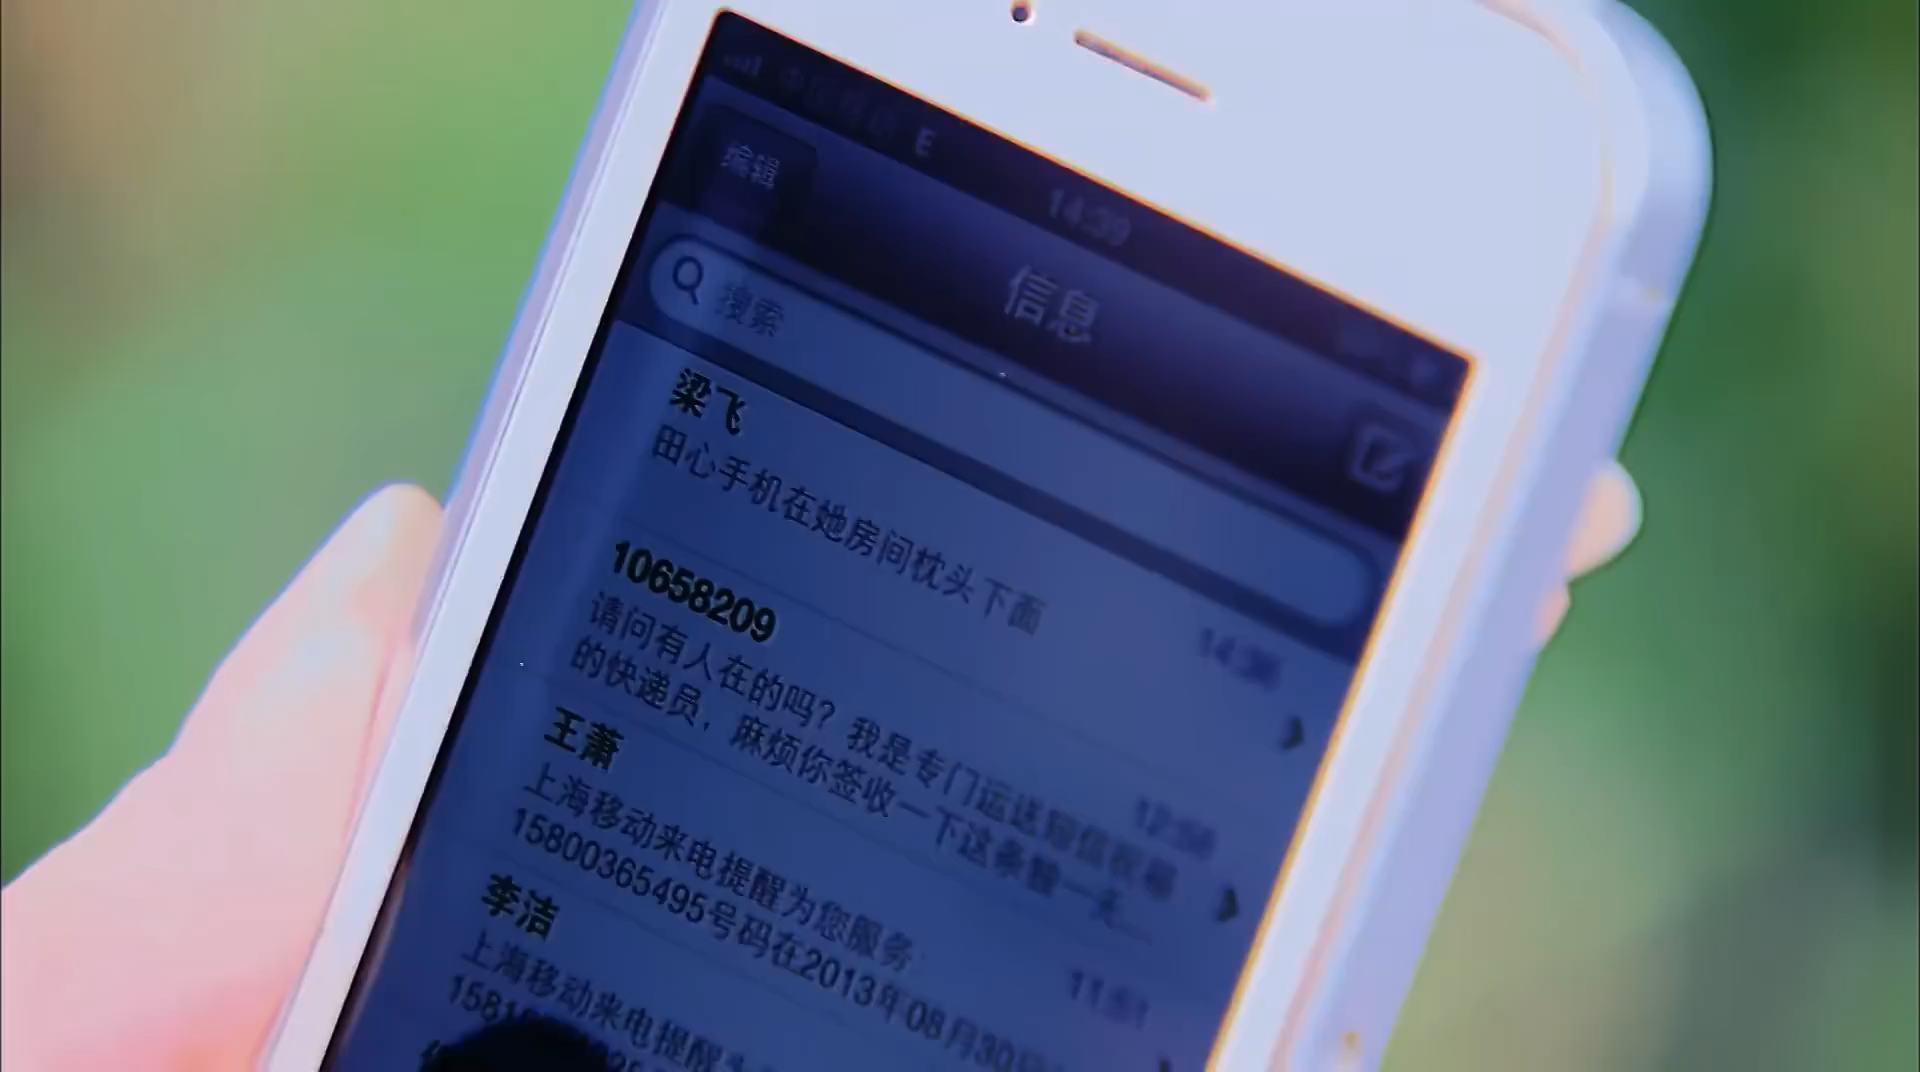 E
14:39
编辑
信息
搜索
梁飞
14:36
田心手机在她房间枕头下面
10658209
请问有人在的吗？我是专门运送短信祝福
的快递员，麻烦你签收一下这条替一无...
王萧
11:51
上海移动来电提醒为您服务:
15800365495号码在2013年08月30日
李洁
上海移动来电提醒